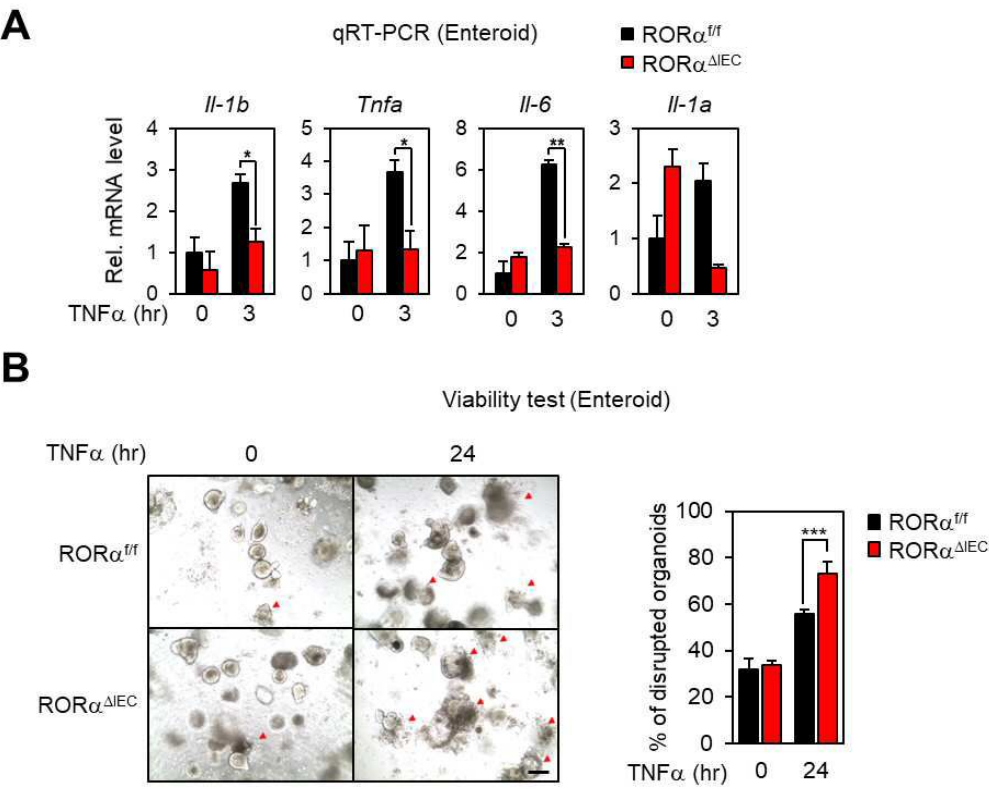 A
qRT-PCR (Enteroid)
RORα^f/f
RORα^ΔIEC
Il-1b
Tnfa
Il-6
Il-1a
Rel. mRNA level
4
3
2
1
0
5
4
3
2
1
0
8
6
4
2
0
3
2
1
0
*
*
**
TNFα (hr)
0
3
0
3
0
3
0
3
B
Viability test (Enteroid)
TNFα (hr)
0
24
RORα^f/f
RORα^ΔIEC
% of disrupted organoids
100
80
60
40
20
0
***
RORα^f/f
RORα^ΔIEC
TNFα (hr)
0
24